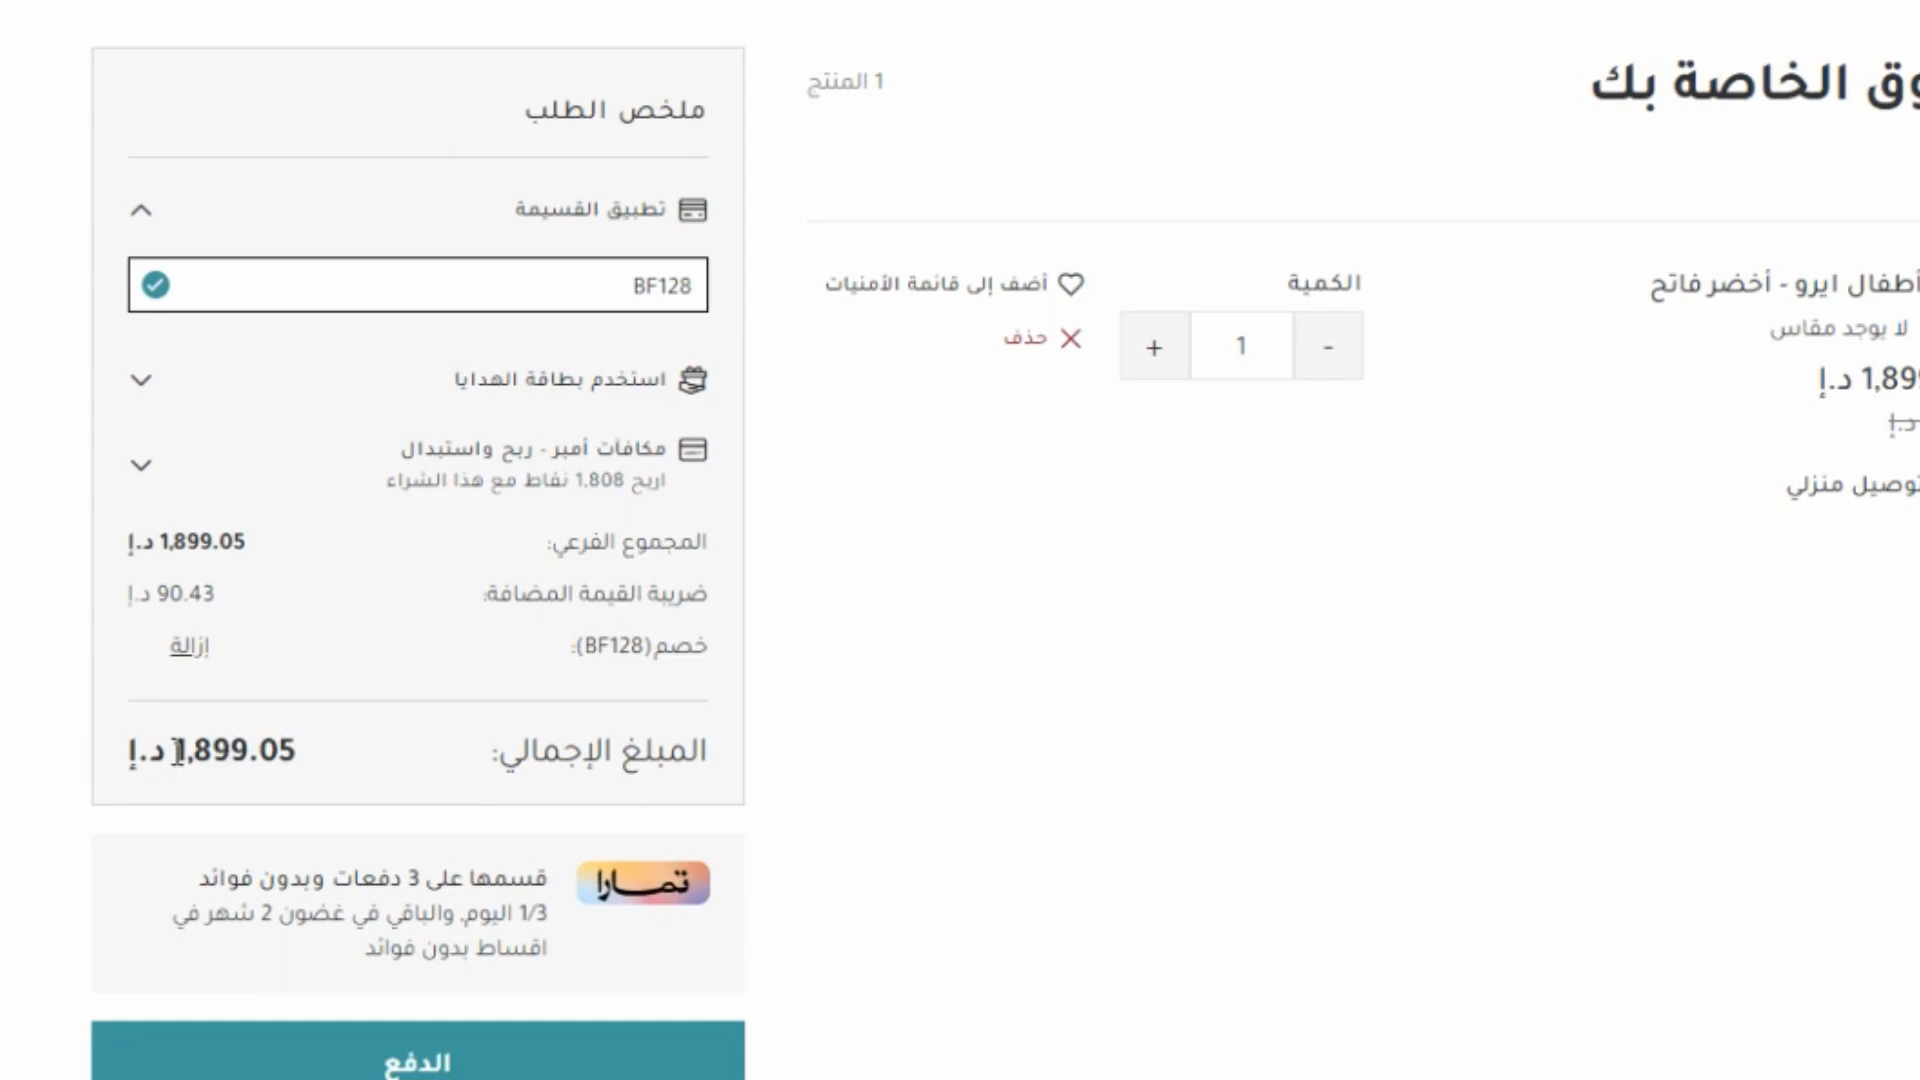 الخاصة بك
1 المنتج
أطفال ايرو - أخضر فاتح
لا يوجد مقاس
د.إ
د.إ
توصيل منزلي
الكمية
- 1 +
أضف إلى قائمة الأمنيات
حذف
ملخص الطلب
تطبيق القسيمة
BF128
استخدم بطاقة الهدايا
مكافآت أمبر - ربح واستبدال
اربح 1,808 نقاط مع هذا الشراء
المجموع الفرعي: 1,899.05 د.إ
ضريبة القيمة المضافة: 90.43 د.إ
خصم(BF128): إزالة
المبلغ الإجمالي: 1,899.05 د.إ
تمارا
قسمها على 3 دفعات وبدون فوائد
1/3 اليوم, والباقي في غضون 2 شهر في
اقساط بدون فوائد
الدفع